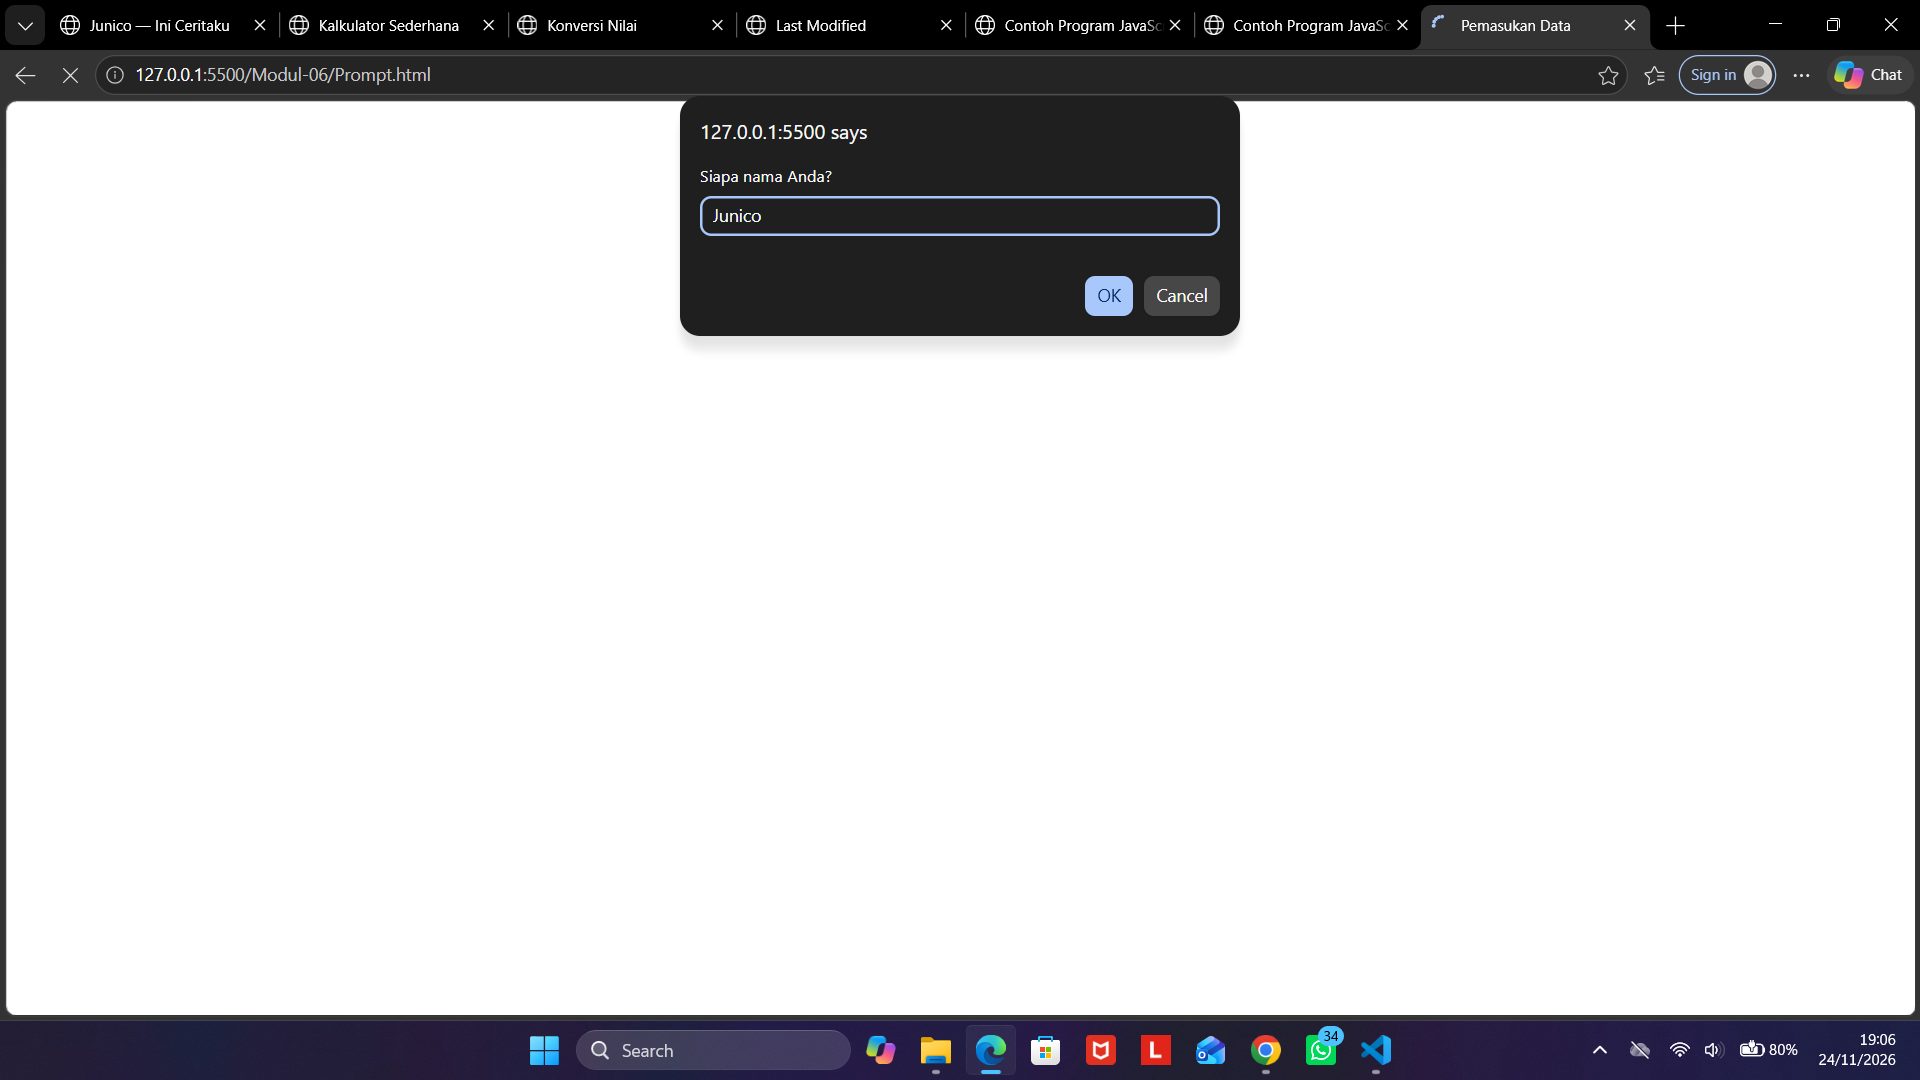 Junico — Ini Ceritaku
Kalkulator Sederhana
Konversi Nilai
Last Modified
Contoh Program JavaSc
Contoh Program JavaSc
Pemasukan Data
127.0.0.1:5500/Modul-06/Prompt.html
Sign in
Chat
127.0.0.1:5500 says
Siapa nama Anda?
Junico
OK
Cancel
Search
L
34
80%
19:06
24/11/2026